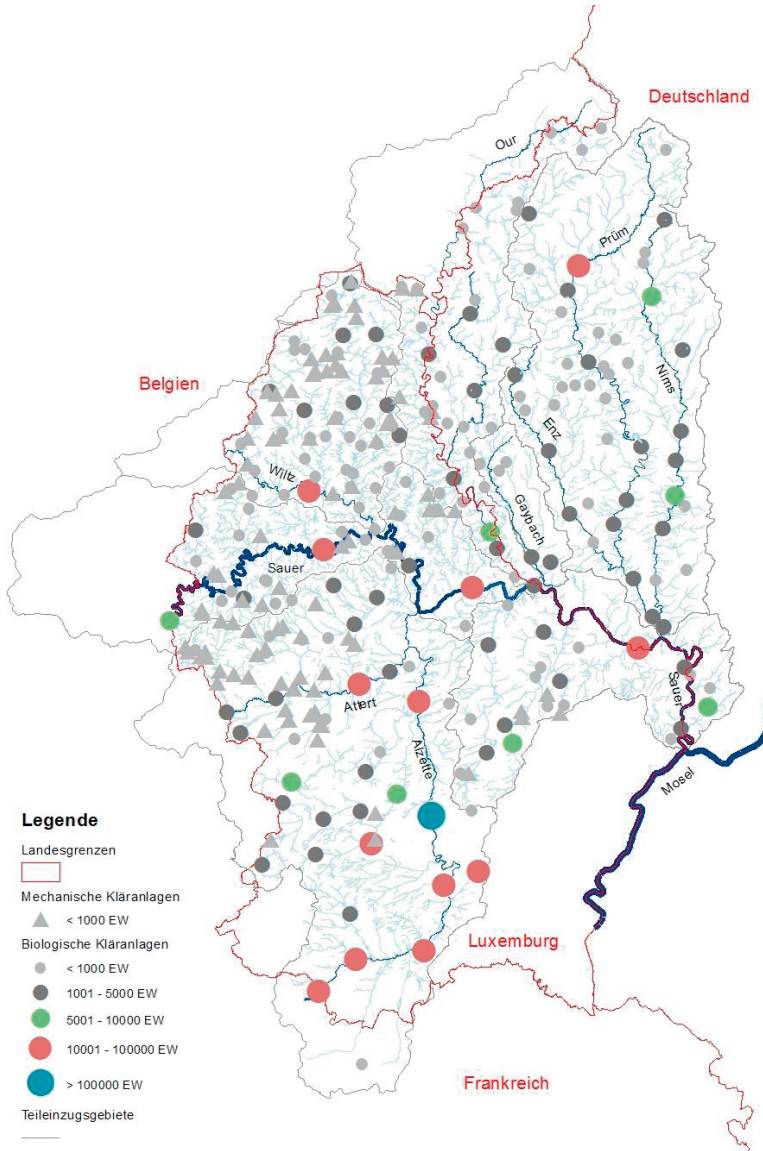 Deutschland
Our
Prüm
Belgien
Nims
Enz
Wiltz
Gaybach
Sauer
Sauer
Attert
Alzette
Mosel
Legende
Landesgrenzen
Mechanische Kläranlagen
< 1000 EW
Biologische Kläranlagen
< 1000 EW
1001 - 5000 EW
5001 - 10000 EW
10001 - 100000 EW
> 100000 EW
Teileinzugsgebiete
Luxemburg
Frankreich